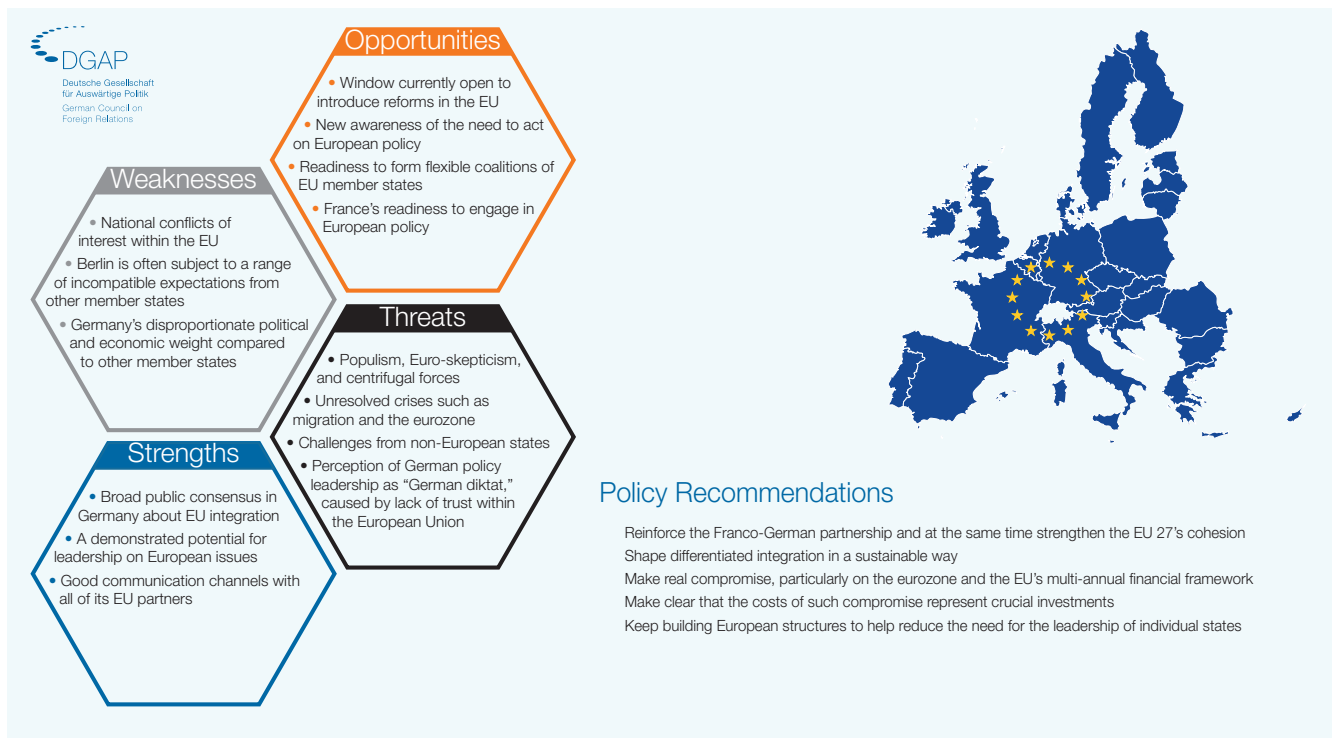 DGAP
Deutsche Gesellschaft
für Auswärtige Politik
German Council on
Foreign Relations
Opportunities
• Window currently open to
introduce reforms in the EU
• New awareness of the need to act
on European policy
• Readiness to form flexible coalitions of
EU member states
• France's readiness to engage in
European policy
Weaknesses
• National conflicts of
interest within the EU
• Berlin is often subject to a range
of incompatible expectations from
other member states
• Germany's disproportionate political
and economic weight compared
to other member states
Threats
• Populism, Euro-skepticism,
and centrifugal forces
• Unresolved crises such as
migration and the eurozone
• Challenges from non-European states
• Perception of German policy
leadership as “German diktat,”
caused by lack of trust within
the European Union
Strengths
• Broad public consensus in
Germany about EU integration
• A demonstrated potential for
leadership on European issues
• Good communication channels with
all of its EU partners
Policy Recommendations
Reinforce the Franco-German partnership and at the same time strengthen the EU 27's cohesion
Shape differentiated integration in a sustainable way
Make real compromise, particularly on the eurozone and the EU's multi-annual financial framework
Make clear that the costs of such compromise represent crucial investments
Keep building European structures to help reduce the need for the leadership of individual states